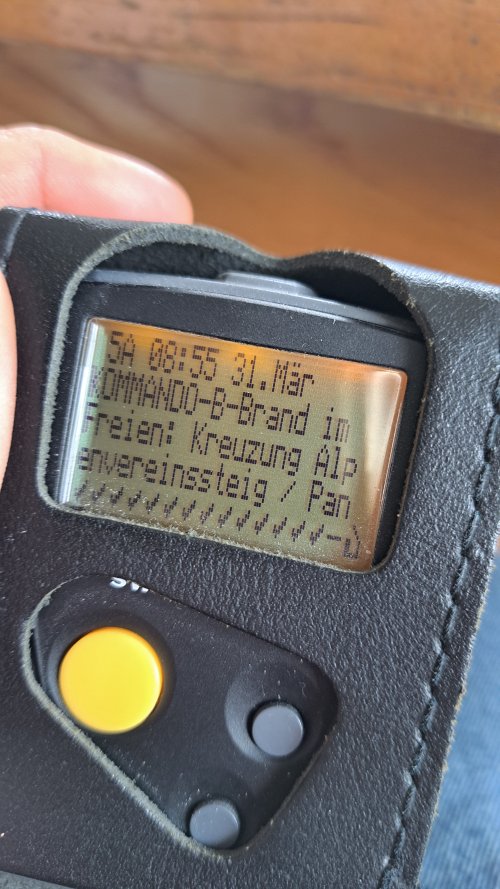 SA 08:55 31.Mär
KOMMANDO-B-Brand im
Freien: Kreuzung Alp
envereinssteig / Pan